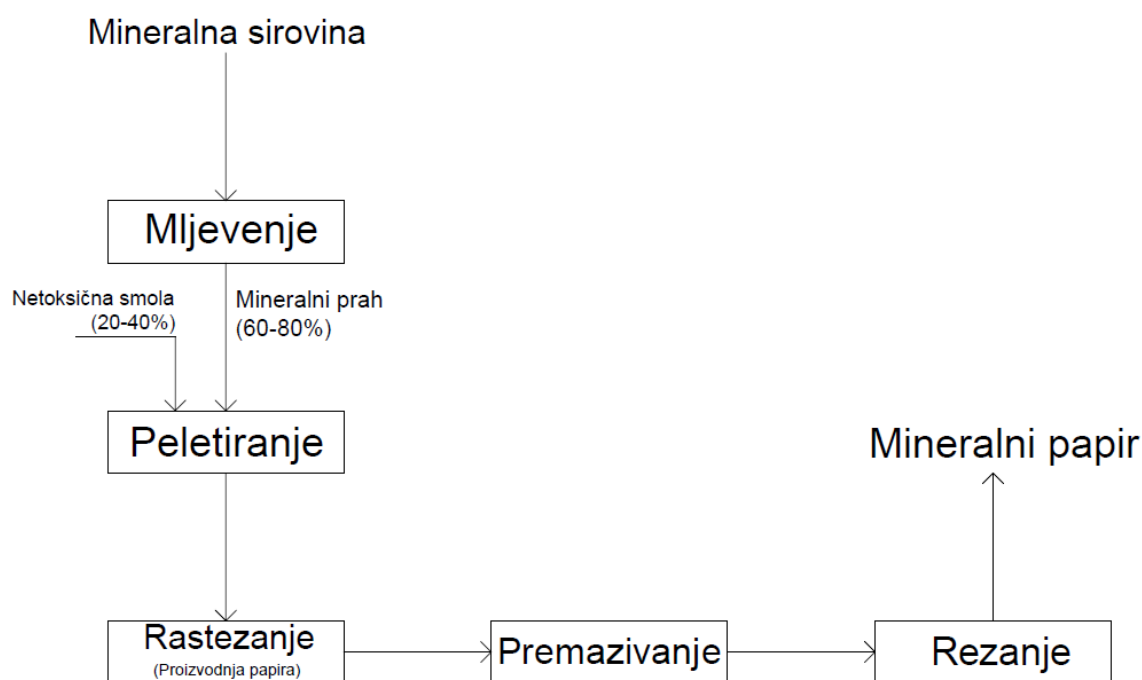 Mineralna sirovina
Mljevenje
Netoksična smola
(20-40%)
Mineralni prah
(60-80%)
Peletiranje
Mineralni papir
Rastezanje
(Proizvodnja papira)
Premazivanje
Rezanje